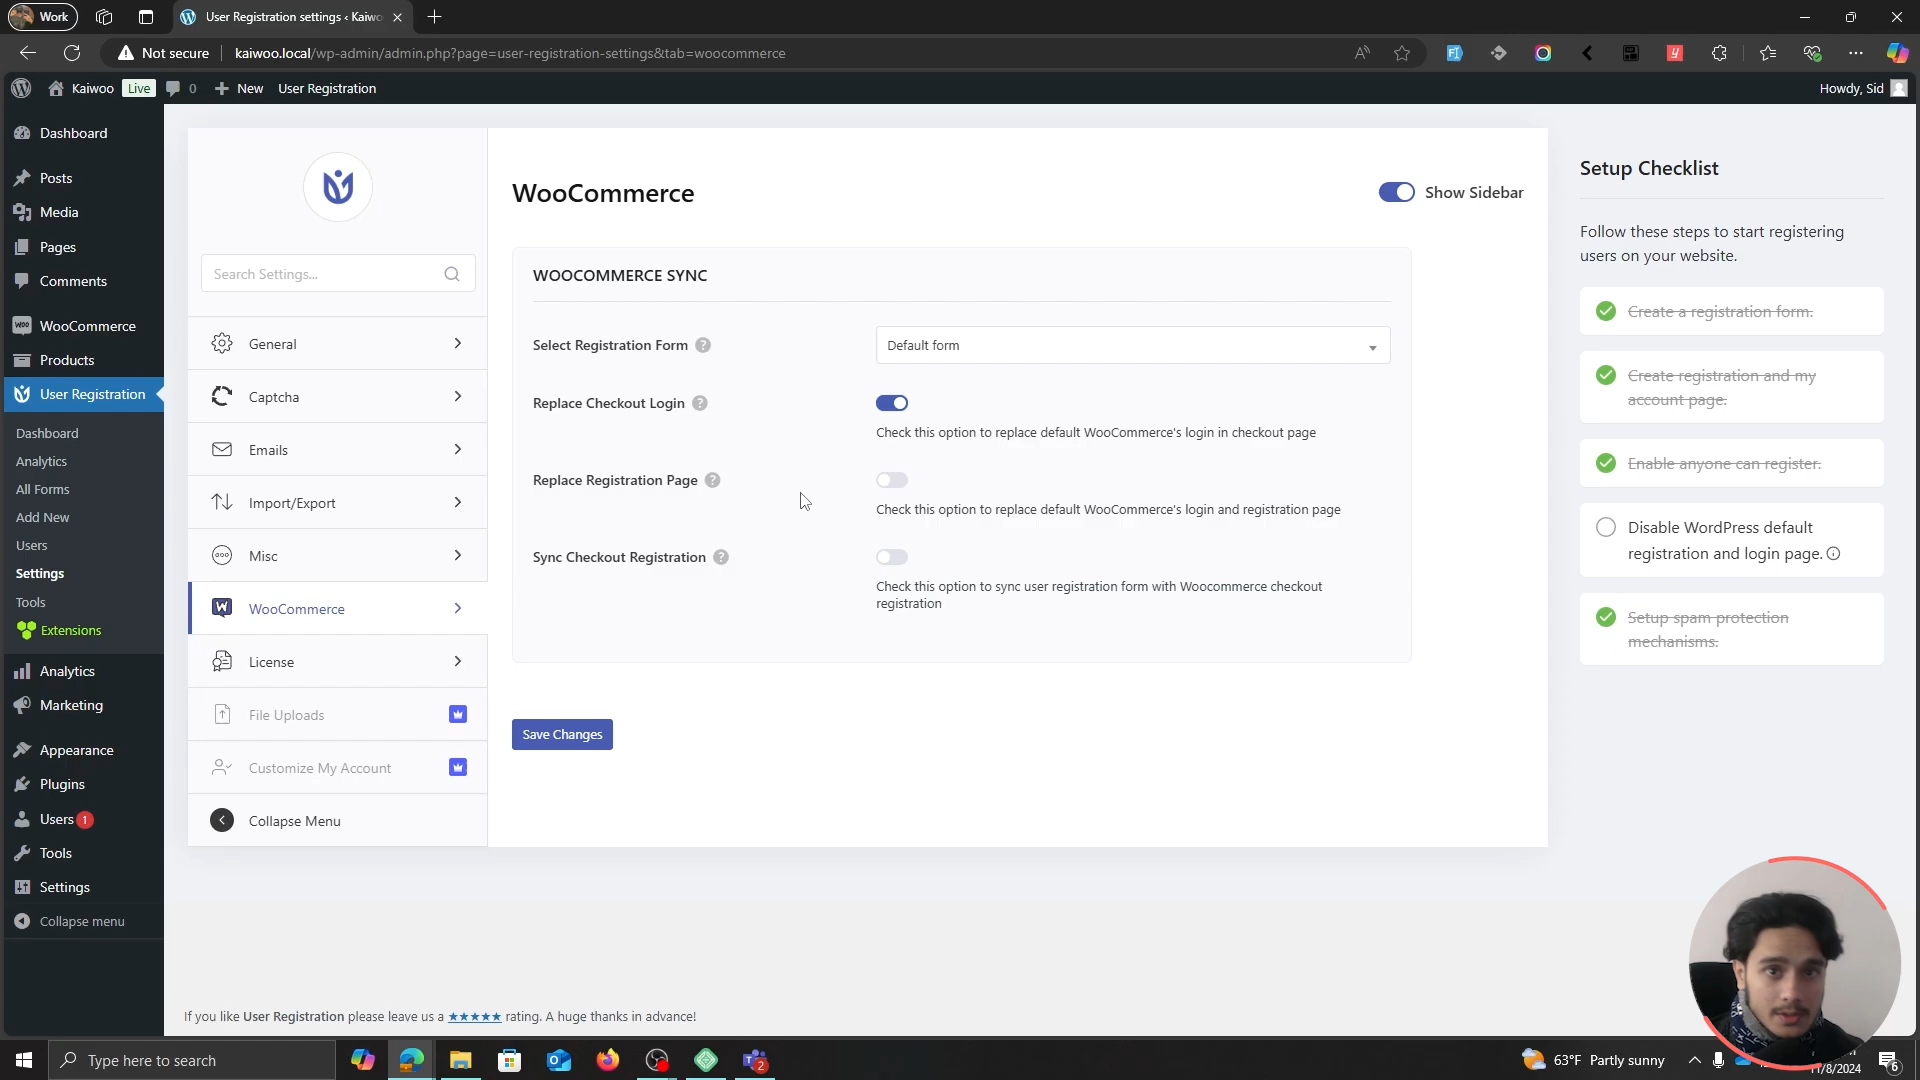 Work
User Registration settings ‹ Kaiwo
Not secure
kaiwoo.local/wp-admin/admin.php?page=user-registration-settings&tab=woocommerce
Kaiwoo
Live
0
New
User Registration
Howdy, Sid
Dashboard
Posts
Media
Pages
Comments
WooCommerce
Products
User Registration
Dashboard
Analytics
All Forms
Add New
Users
Settings
Tools
Extensions
Analytics
Marketing
Appearance
Plugins
Users 1
Tools
Settings
Collapse menu
Search Settings...
General
Captcha
Emails
Import/Export
Misc
WooCommerce
License
File Uploads
Customize My Account
Collapse Menu
WooCommerce
Show Sidebar
WOOCOMMERCE SYNC
Select Registration Form ?
Default form
Replace Checkout Login ?
Check this option to replace default WooCommerce's login in checkout page
Replace Registration Page ?
Check this option to replace default WooCommerce's login and registration page
Sync Checkout Registration ?
Check this option to sync user registration form with Woocommerce checkout
registration
Save Changes
Setup Checklist
Follow these steps to start registering
users on your website.
Create a registration form.
Create registration and my
account page.
Enable anyone can register.
Disable WordPress default
registration and login page.
Setup spam protection
mechanisms.
If you like User Registration please leave us a ★★★★★ rating. A huge thanks in advance!
Type here to search
2
63°F Partly sunny
11/8/2024
6